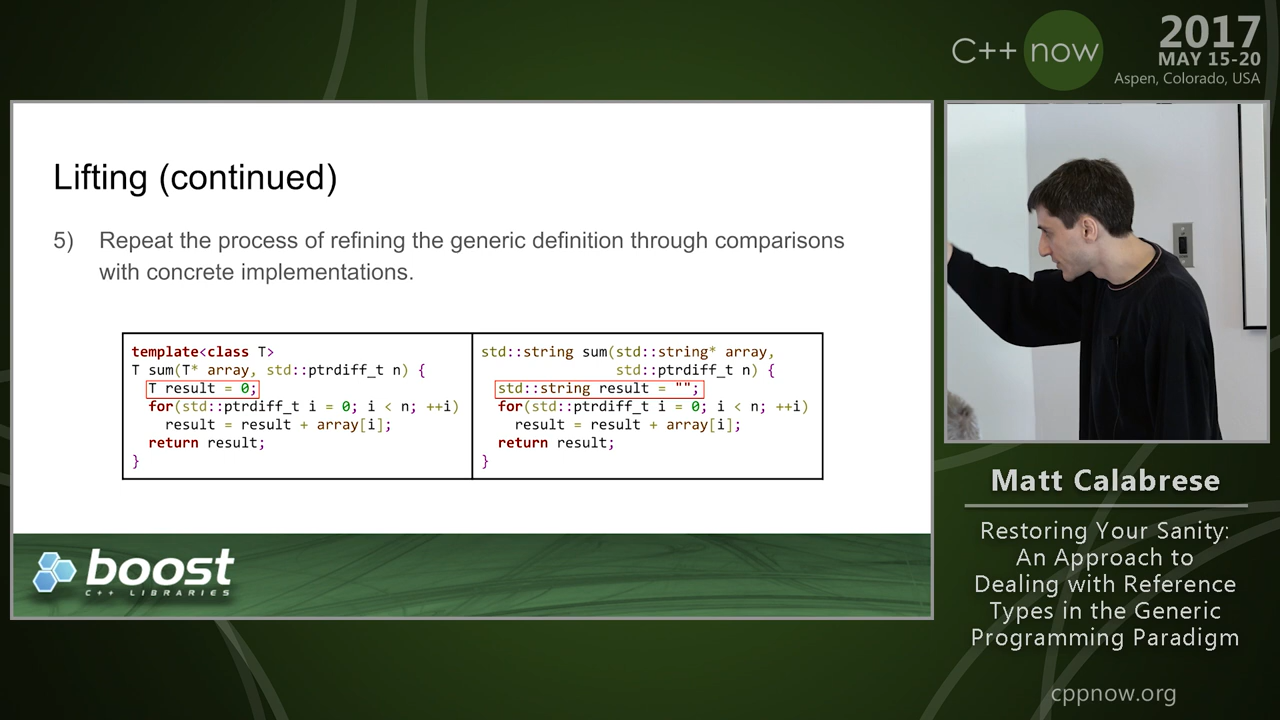 C++ now
2017
MAY 15-20
Aspen, Colorado, USA
Lifting (continued)
5) Repeat the process of refining the generic definition through comparisons
with concrete implementations.
template<class T>
T sum(T* array, std::ptrdiff_t n) {
  T result = 0;
  for(std::ptrdiff_t i = 0; i < n; ++i)
    result = result + array[i];
  return result;
}
std::string sum(std::string* array,
                std::ptrdiff_t n) {
  std::string result = "";
  for(std::ptrdiff_t i = 0; i < n; ++i)
    result = result + array[i];
  return result;
}
boost
C++ LIBRARIES
Matt Calabrese
Restoring Your Sanity:
An Approach to
Dealing with Reference
Types in the Generic
Programming Paradigm
cppnow.org